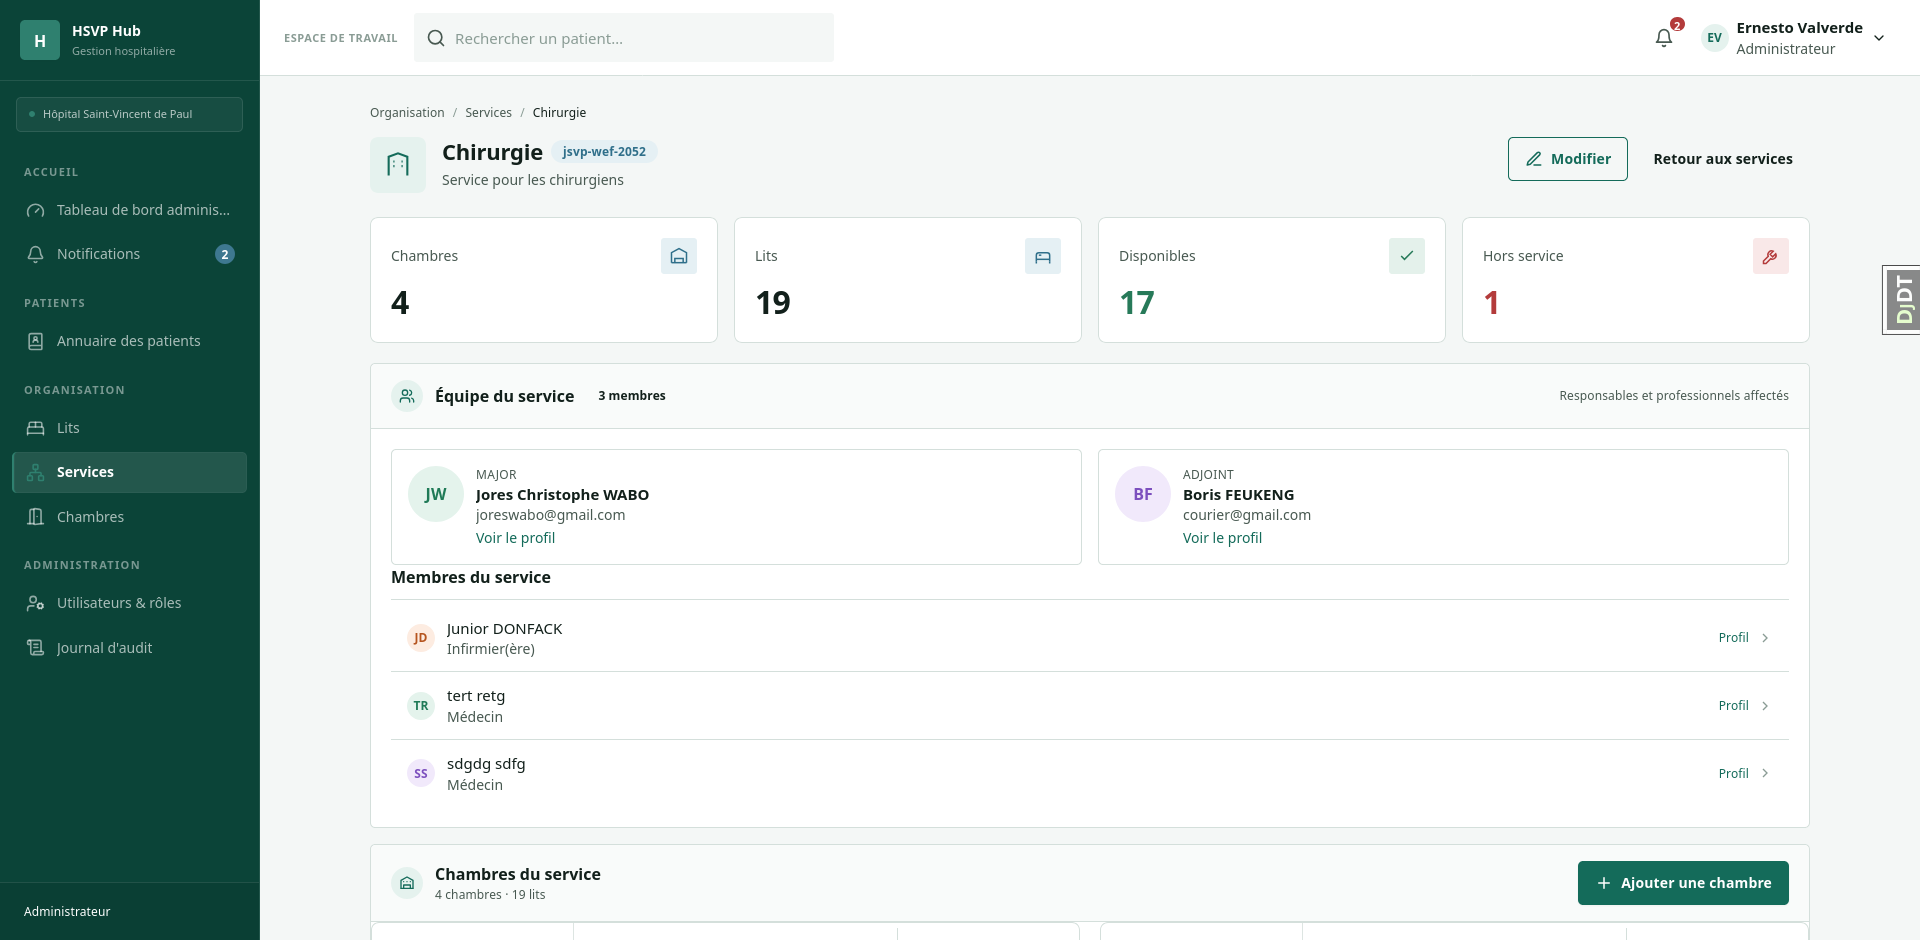 H
HSVP Hub
Gestion hospitalière
Hôpital Saint-Vincent de Paul
ACCUEIL
Tableau de bord adminis...
Notifications
2
PATIENTS
Annuaire des patients
ORGANISATION
Lits
Services
Chambres
ADMINISTRATION
Utilisateurs & rôles
Journal d'audit
Administrateur
ESPACE DE TRAVAIL
Rechercher un patient...
2
EV
Ernesto Valverde
Administrateur
Organisation / Services / Chirurgie
Chirurgie
jsvp-wef-2052
Service pour les chirurgiens
Modifier
Retour aux services
Chambres
4
Lits
19
Disponibles
17
Hors service
1
DJDT
Équipe du service
3 membres
Responsables et professionnels affectés
JW
MAJOR
Jores Christophe WABO
joreswabo@gmail.com
Voir le profil
BF
ADJOINT
Boris FEUKENG
courier@gmail.com
Voir le profil
Membres du service
JD
Junior DONFACK
Infirmier(ère)
Profil
TR
tert retg
Médecin
Profil
SS
sdgdg sdfg
Médecin
Profil
Chambres du service
4 chambres · 19 lits
Ajouter une chambre